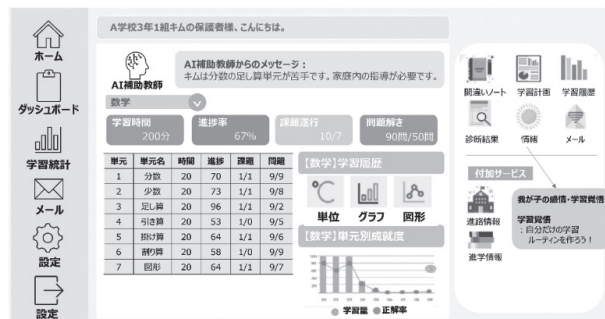 A学校3年1組キムの保護者様、こんにちは。
ホーム
ダッシュボード
学習統計
メール
設定
設定
AI補助教師
AI補助教師からのメッセージ：
キムは分数の足し算単元が苦手です。家庭内の指導が必要です。
数学
学習時間
200分
進捗率
67%
課題遂行
10/7
問題解き
90問/50問
単元 単元名 時間 進捗 課題 問題
1 分数 20 70 1/1 9/9
2 少数 20 73 1/1 9/8
3 足し算 20 96 1/1 9/2
4 引き算 20 53 1/0 9/5
5 掛け算 20 64 1/1 9/6
6 割り算 20 58 1/0 9/9
7 図形 20 64 1/1 9/7
【数学】学習履歴
℃
単位 グラフ 図形
【数学】単元別成就度
学習量 正解率
間違いノート 学習計画 学習履歴
診断結果 情緒 メール
付加サービス
進路情報
進学情報
我が子の感情・学習覚悟
学習覚悟
：自分だけの学習
ルーティンを作ろう！